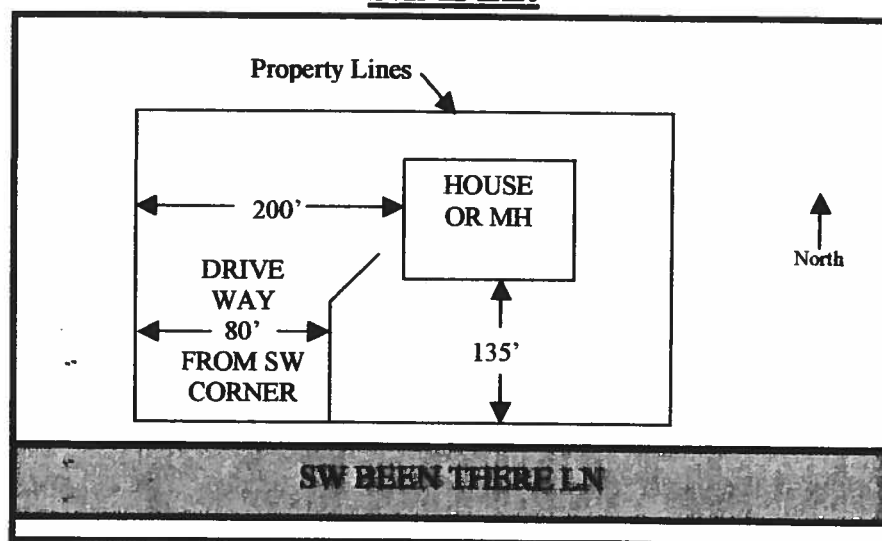 Property Lines
HOUSE
OR MH
200’
North
DRIVE
WAY
80’
FROM SW
CORNER
135’
SW BEEN THERE LN